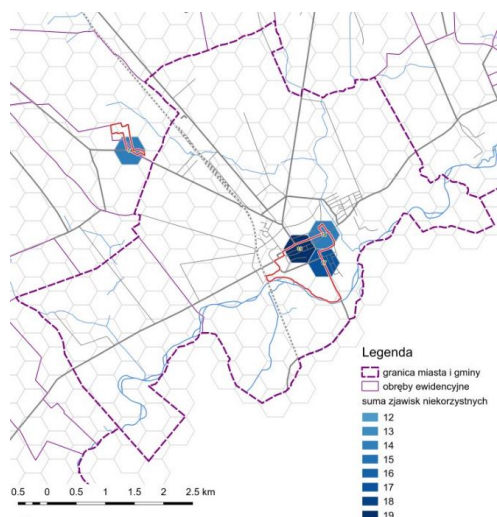 Legenda
granica miasta i gminy
obręby ewidencyjne
suma zjawisk niekorzystnych
12
13
14
15
16
17
18
19
0.5 0 0.5 1 1.5 2 2.5 km